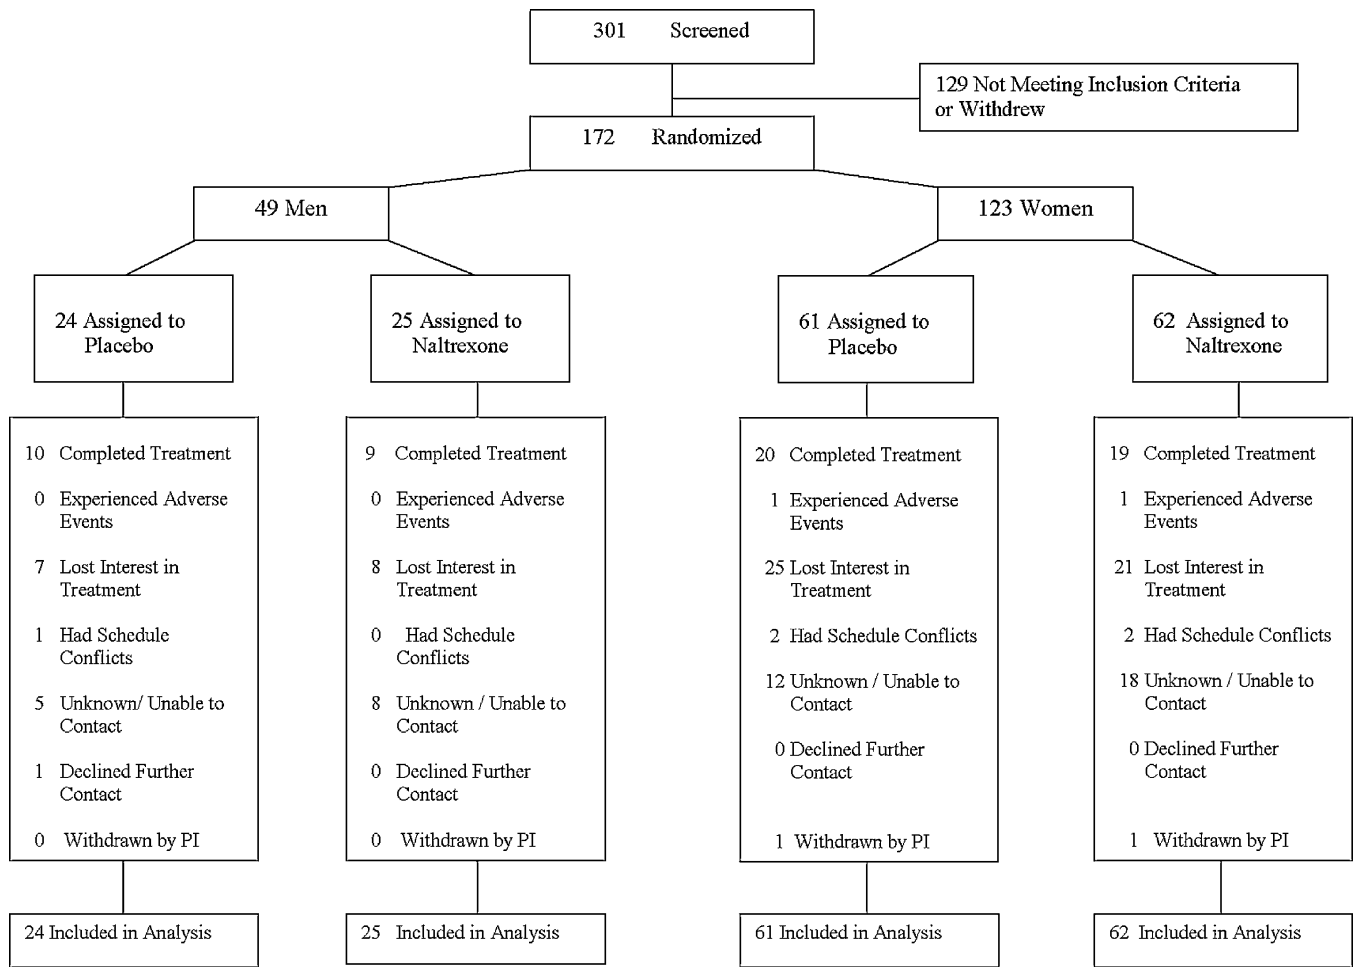 301 Screened
129 Not Meeting Inclusion Criteria
or Withdrew
172 Randomized
49 Men
123 Women
24 Assigned to
Placebo
25 Assigned to
Naltrexone
61 Assigned to
Placebo
62 Assigned to
Naltrexone
10 Completed Treatment
0 Experienced Adverse
Events
7 Lost Interest in
Treatment
1 Had Schedule
Conflicts
5 Unknown/ Unable to
Contact
1 Declined Further
Contact
0 Withdrawn by PI
9 Completed Treatment
0 Experienced Adverse
Events
8 Lost Interest in
Treatment
0 Had Schedule
Conflicts
8 Unknown / Unable to
Contact
0 Declined Further
Contact
0 Withdrawn by PI
20 Completed Treatment
1 Experienced Adverse
Events
25 Lost Interest in
Treatment
2 Had Schedule Conflicts
12 Unknown / Unable to
Contact
0 Declined Further
Contact
1 Withdrawn by PI
19 Completed Treatment
1 Experienced Adverse
Events
21 Lost Interest in
Treatment
2 Had Schedule Conflicts
18 Unknown / Unable to
Contact
0 Declined Further
Contact
1 Withdrawn by PI
24 Included in Analysis
25 Included in Analysis
61 Included in Analysis
62 Included in Analysis